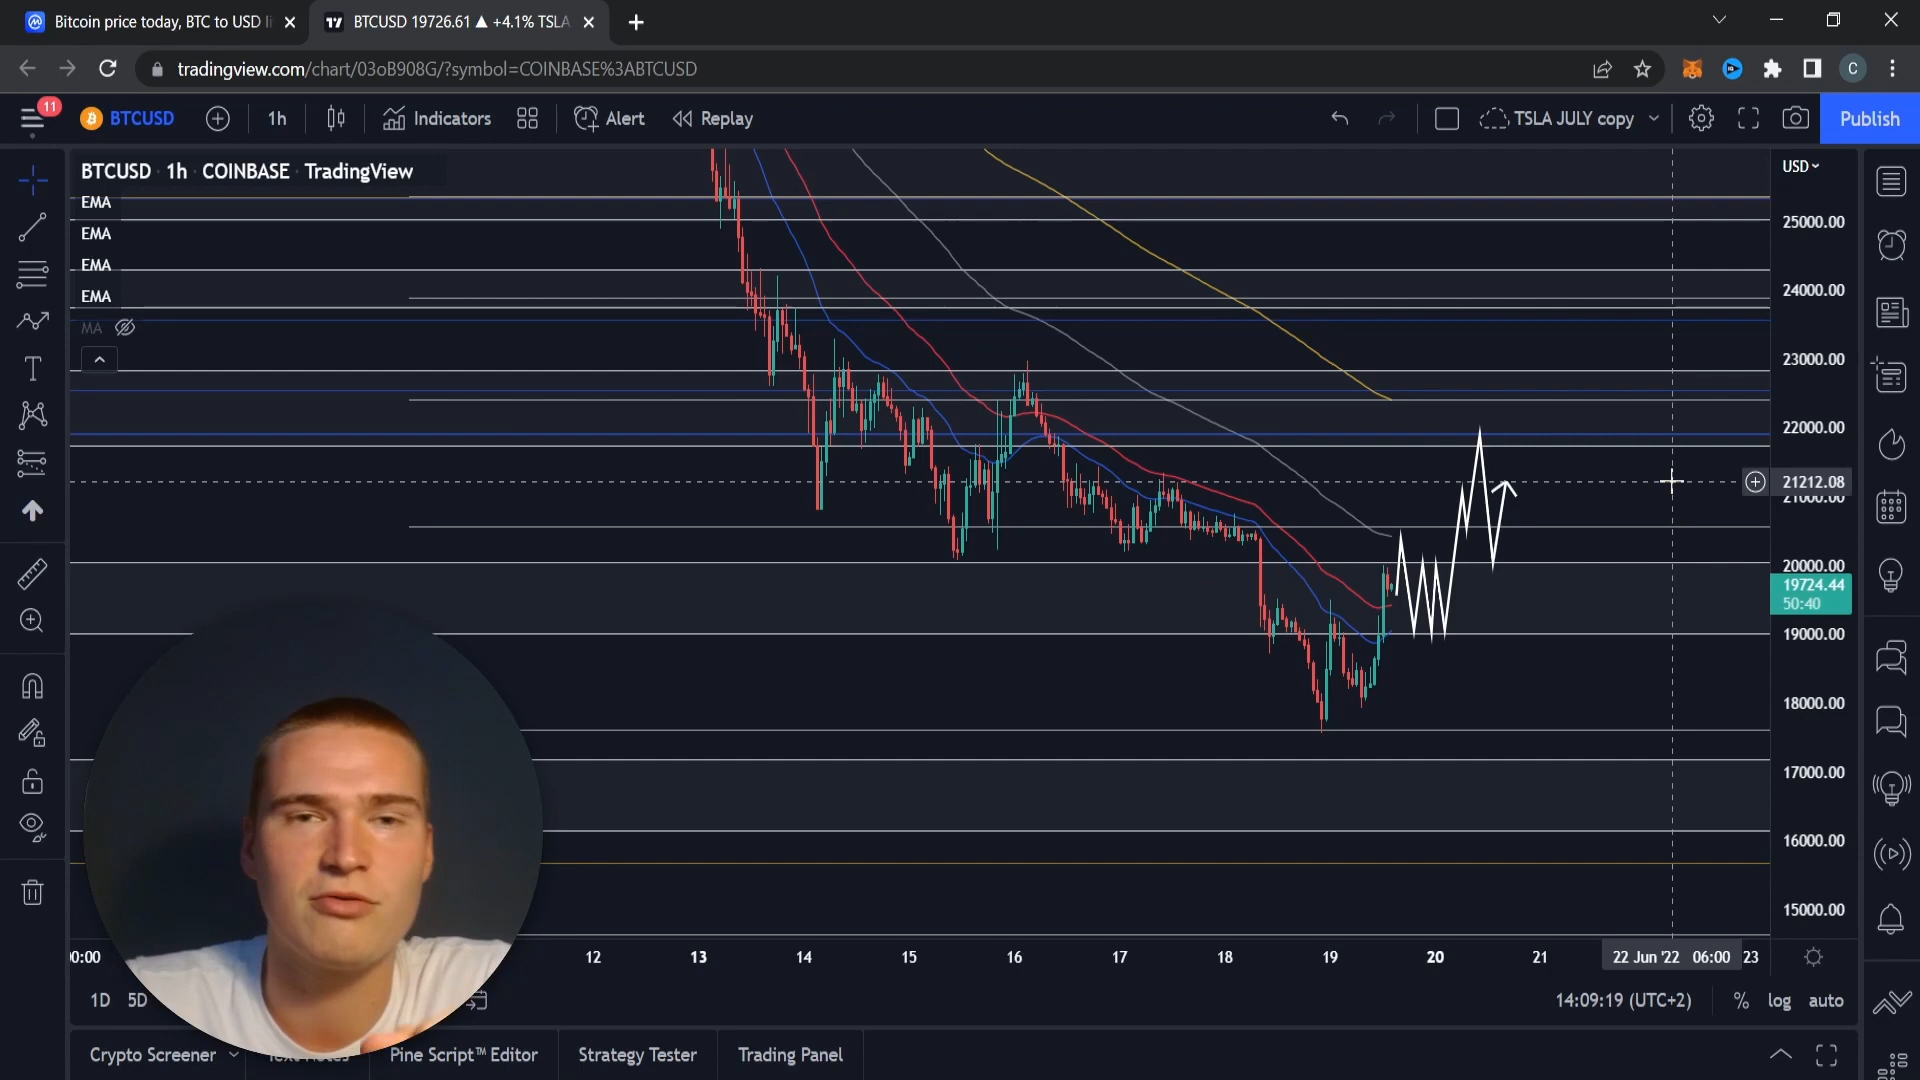 Bitcoin price today, BTC to USD li
BTCUSD 19726.61 ▲ +4.1% TSLA
tradingview.com/chart/03oB908G/?symbol=COINBASE%3ABTCUSD
C
11
BTCUSD
1h
Indicators
Alert
Replay
TSLA JULY copy
Publish
BTCUSD · 1h · COINBASE · TradingView
EMA
EMA
EMA
EMA
MA
USD
25000.00
24000.00
23000.00
22000.00
21212.08
21000.00
20000.00
19724.44
50:40
19000.00
18000.00
17000.00
16000.00
15000.00
12 13 14 15 16 17 18 19 20 21 22 Jun '22 06:00 23
1D 5D
14:09:19 (UTC+2) % log auto
Crypto Screener Pine Script™ Editor Strategy Tester Trading Panel